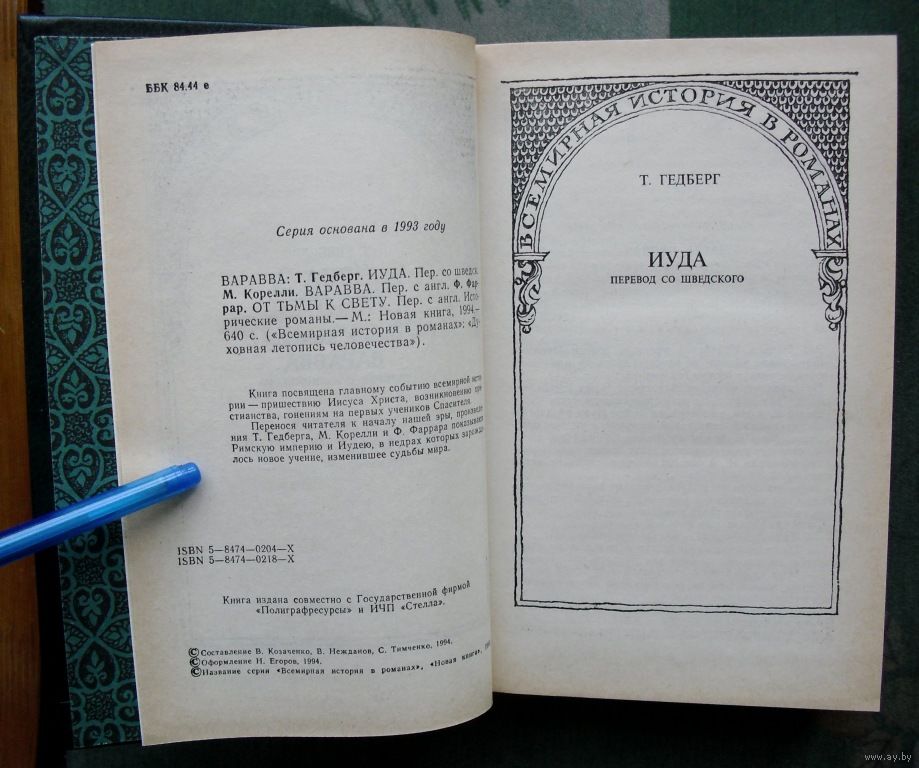 ББК 84.44 е
Серия основана в 1993 году
ВАРАВВА: Т. Гедберг. ИУДА. Пер. со шведск.
М. Корелли. ВАРАВВА. Пер. с англ. Ф. Фар-
рар. ОТ ТЬМЫ К СВЕТУ. Пер. с англ. Исто-
рические романы.— М.: Новая книга, 1994.—
640 с. («Всемирная история в романах»: «Ду-
ховная летопись человечества»).
Книга посвящена главному событию всемирной исто-
рии — пришествию Иисуса Христа, возникновению хри-
стианства, гонениям на первых учеников Спасителя.
Перенося читателя к началу нашей эры, произведе-
ния Т. Гедберга, М. Корелли и Ф. Фаррара показывают
Римскую империю и Иудею, в недрах которых зарожда-
лось новое учение, изменившее судьбы мира.
ISBN 5—8474—0204—X
ISBN 5—8474—0218—X
Книга издана совместно с Государственной фирмой
«Полиграфресурсы» и ИЧП «Стелла».
© Составление В. Козаченко, В. Нежданов, С. Тимченко, 1994.
© Оформление И. Егоров, 1994.
© Название серии «Всемирная история в романах», «Новая книга»,
ВСЕМИРНАЯ ИСТОРИЯ В РОМАНАХ
Т. ГЕДБЕРГ
ИУДА
ПЕРЕВОД СО ШВЕДСКОГО
www.ay.by